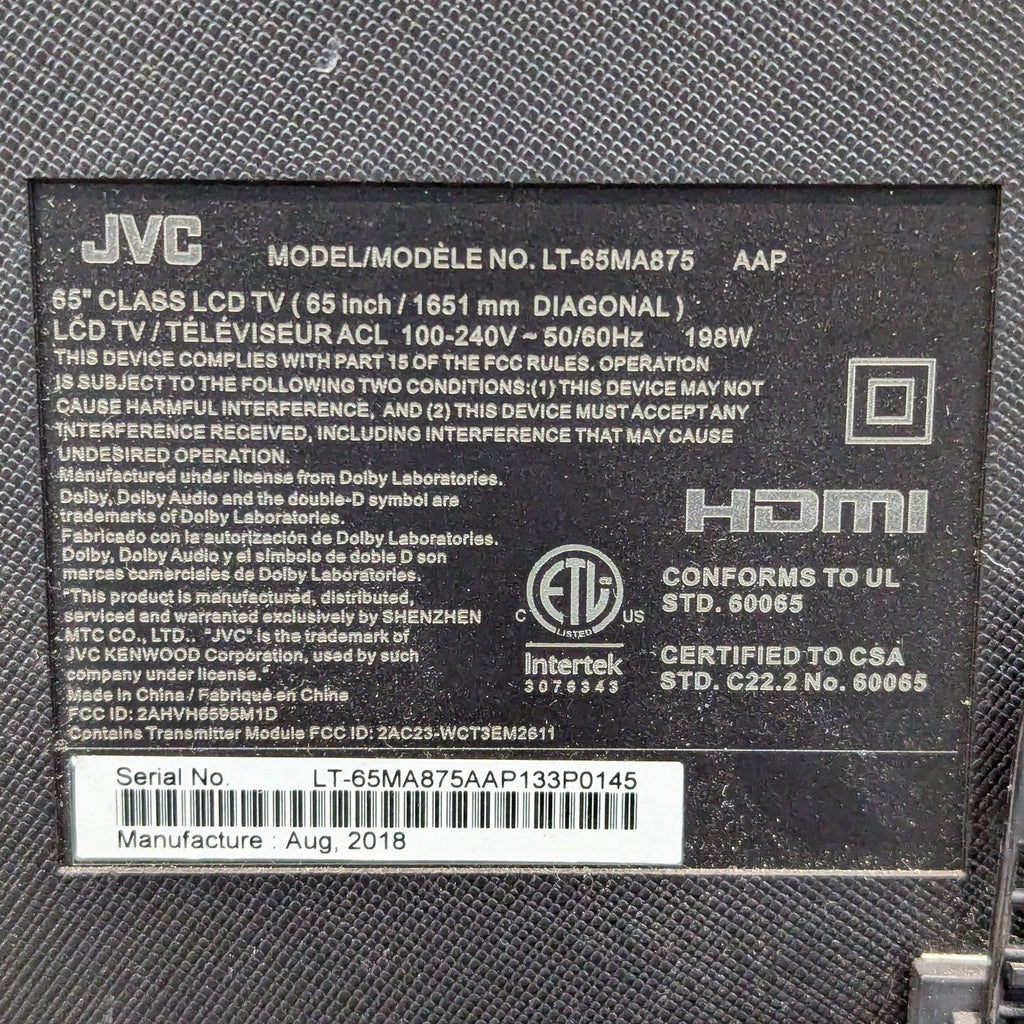 JVC
MODEL/MODÈLE NO. LT-65MA875 AAP
65" CLASS LCD TV ( 65 inch / 1651 mm DIAGONAL )
LCD TV / TÉLÉVISEUR ACL 100-240V ~ 50/60Hz 198W
THIS DEVICE COMPLIES WITH PART 15 OF THE FCC RULES. OPERATION
IS SUBJECT TO THE FOLLOWING TWO CONDITIONS:(1) THIS DEVICE MAY NOT
CAUSE HARMFUL INTERFERENCE, AND (2) THIS DEVICE MUST ACCEPT ANY
INTERFERENCE RECEIVED, INCLUDING INTERFERENCE THAT MAY CAUSE
UNDESIRED OPERATION.
Manufactured under license from Dolby Laboratories.
Dolby, Dolby Audio and the double-D symbol are
trademarks of Dolby Laboratories.
Fabricado con la autorización de Dolby Laboratories.
Dolby, Dolby Audio y el símbolo de doble D son
marcas comerciales de Dolby Laboratories.
"This product is manufactured, distributed,
serviced and warranted exclusively by SHENZHEN
MTC CO., LTD.. "JVC" is the trademark of
JVC KENWOOD Corporation, used by such
company under license."
Made in China / Fabriqué en Chine
FCC ID: 2AHVH6595M1D
Contains Transmitter Module FCC ID: 2AC23-WCT3EM2611
HDMI
ETL CM
LISTED
C US
Intertek
3076343
CONFORMS TO UL
STD. 60065
CERTIFIED TO CSA
STD. C22.2 No. 60065
Serial No. LT-65MA875AAP133P0145
Manufacture : Aug, 2018